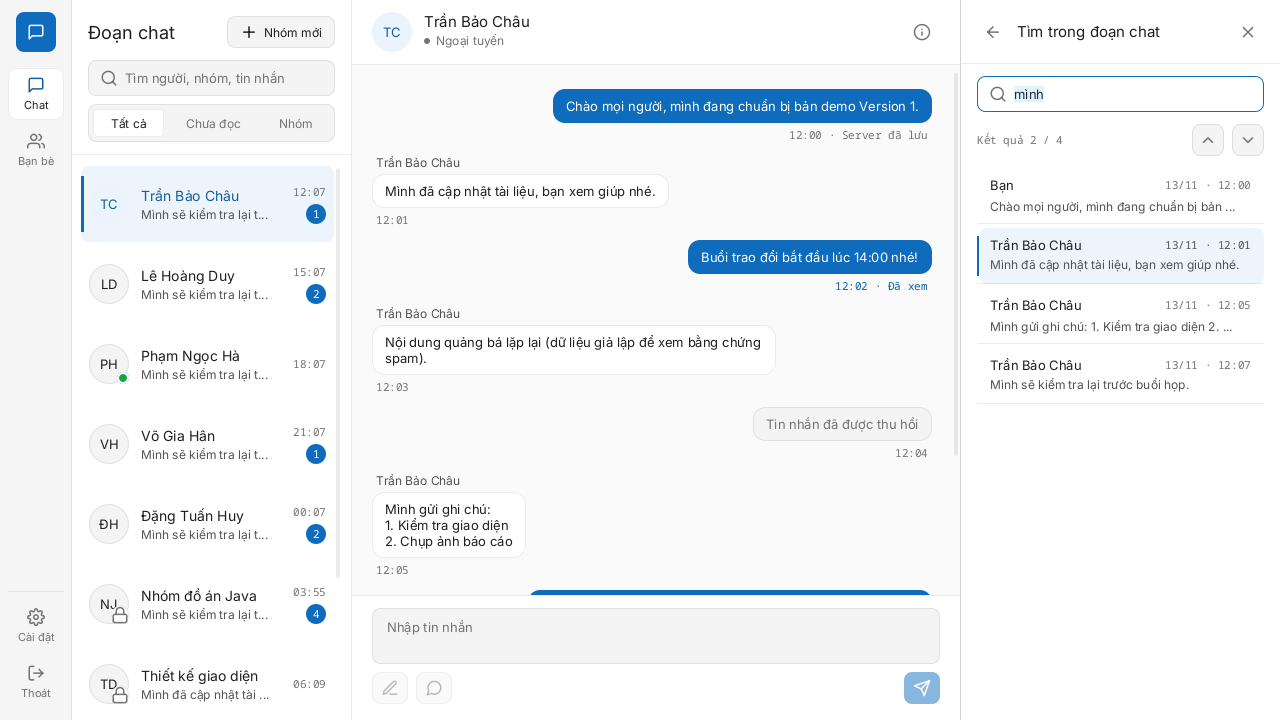 Chat
Bạn bè
Cài đặt
Thoát
Đoạn chat
Nhóm mới
Tìm người, nhóm, tin nhắn
Tất cả
Chưa đọc
Nhóm
TC
Trần Bảo Châu
12:07
Mình sẽ kiểm tra lại t...
1
LD
Lê Hoàng Duy
15:07
Mình sẽ kiểm tra lại t...
2
PH
Phạm Ngọc Hà
Mình sẽ kiểm tra lại t...
18:07
VH
Võ Gia Hân
21:07
Mình sẽ kiểm tra lại t...
1
ĐH
Đặng Tuấn Huy
00:07
Mình sẽ kiểm tra lại t...
2
NJ
Nhóm đồ án Java
03:55
Mình sẽ kiểm tra lại t...
4
TD
Thiết kế giao diện
Mình đã cập nhật tài ...
06:09
TC
Trần Bảo Châu
Ngoại tuyến
Chào mọi người, mình đang chuẩn bị bản demo Version 1.
12:00 · Server đã lưu
Trần Bảo Châu
Mình đã cập nhật tài liệu, bạn xem giúp nhé.
12:01
Buổi trao đổi bắt đầu lúc 14:00 nhé!
12:02 · Đã xem
Trần Bảo Châu
Nội dung quảng bá lặp lại (dữ liệu giả lập để xem bằng chứng
spam).
12:03
Tin nhắn đã được thu hồi
12:04
Trần Bảo Châu
Mình gửi ghi chú:
1. Kiểm tra giao diện
2. Chụp ảnh báo cáo
12:05
Nhập tin nhắn
Tìm trong đoạn chat
mình
Kết quả 2 / 4
Bạn
13/11 · 12:00
Chào mọi người, mình đang chuẩn bị bản ...
Trần Bảo Châu
13/11 · 12:01
Mình đã cập nhật tài liệu, bạn xem giúp nhé.
Trần Bảo Châu
13/11 · 12:05
Mình gửi ghi chú: 1. Kiểm tra giao diện 2. ...
Trần Bảo Châu
13/11 · 12:07
Mình sẽ kiểm tra lại trước buổi họp.